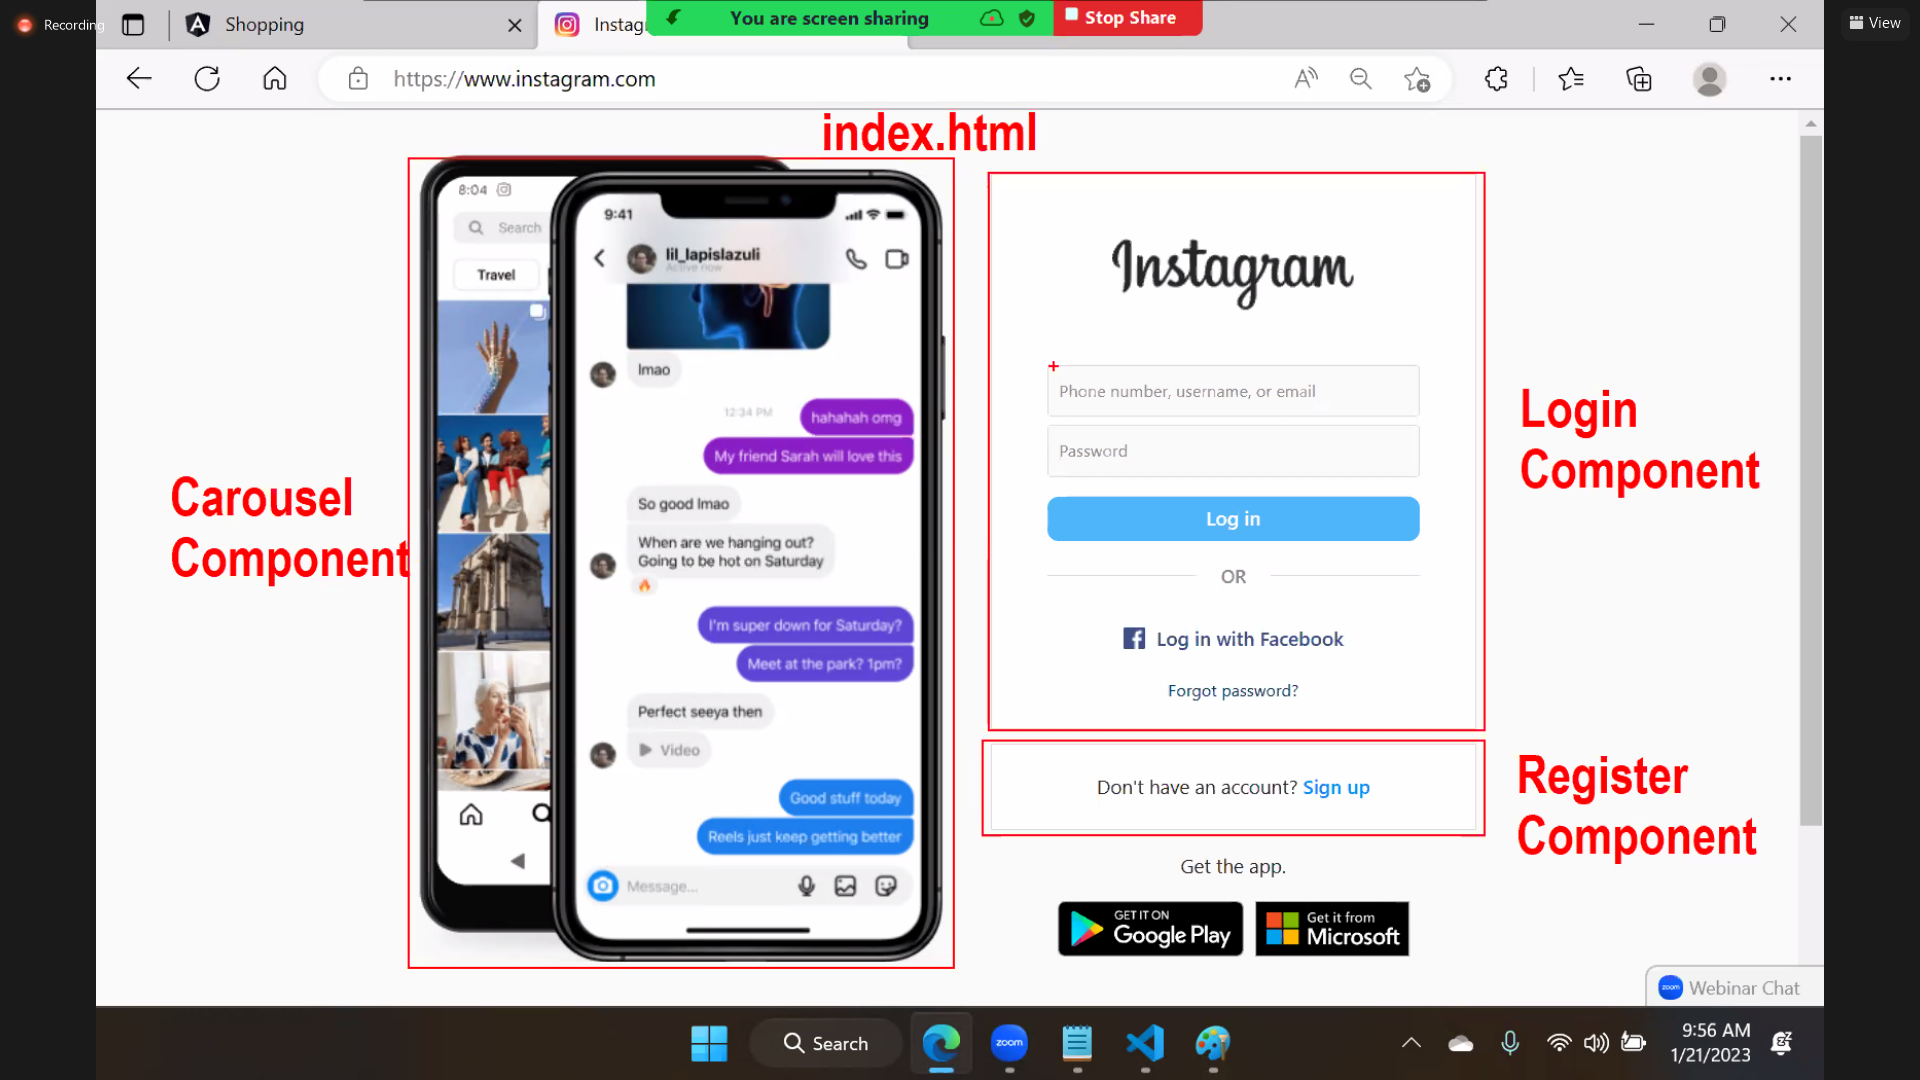 Recording
Shopping
Instag
You are screen sharing
Stop Share
View
https://www.instagram.com
index.html
8:04
Search
Travel
9:41
lil_lapislazuli
Active now
lmao
12:34 PM
hahahah omg
My friend Sarah will love this
So good lmao
When are we hanging out?
Going to be hot on Saturday
I'm super down for Saturday?
Meet at the park? 1pm?
Perfect seeya then
Video
Good stuff today
Reels just keep getting better
Message...
Carousel
Component
Instagram
Phone number, username, or email
Password
Log in
OR
Log in with Facebook
Forgot password?
Login
Component
Don't have an account? Sign up
Register
Component
Get the app.
GET IT ON
Google Play
Get it from
Microsoft
zoom
Webinar Chat
Search
zoom
9:56 AM
1/21/2023